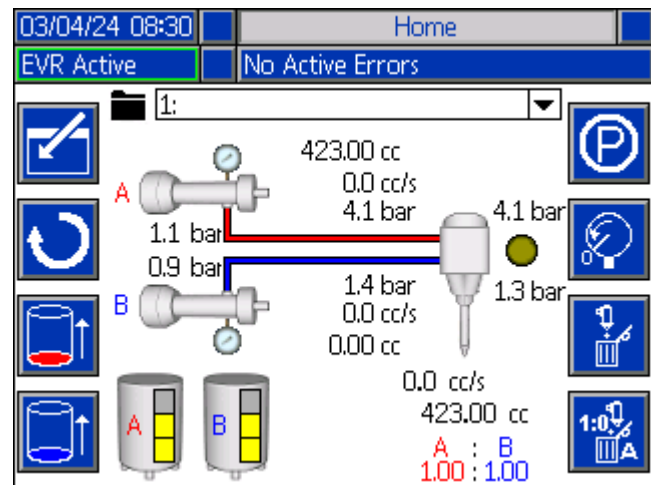 03/04/24 08:30 Home
EVR Active No Active Errors
1:
423.00 cc
0.0 cc/s
A 4.1 bar 4.1 bar
1.1 bar
0.9 bar
1.4 bar 1.3 bar
B 0.0 cc/s
0.00 cc
0.0 cc/s
A B 423.00 cc
A : B
1.00 : 1.00
P
0
1:0
A